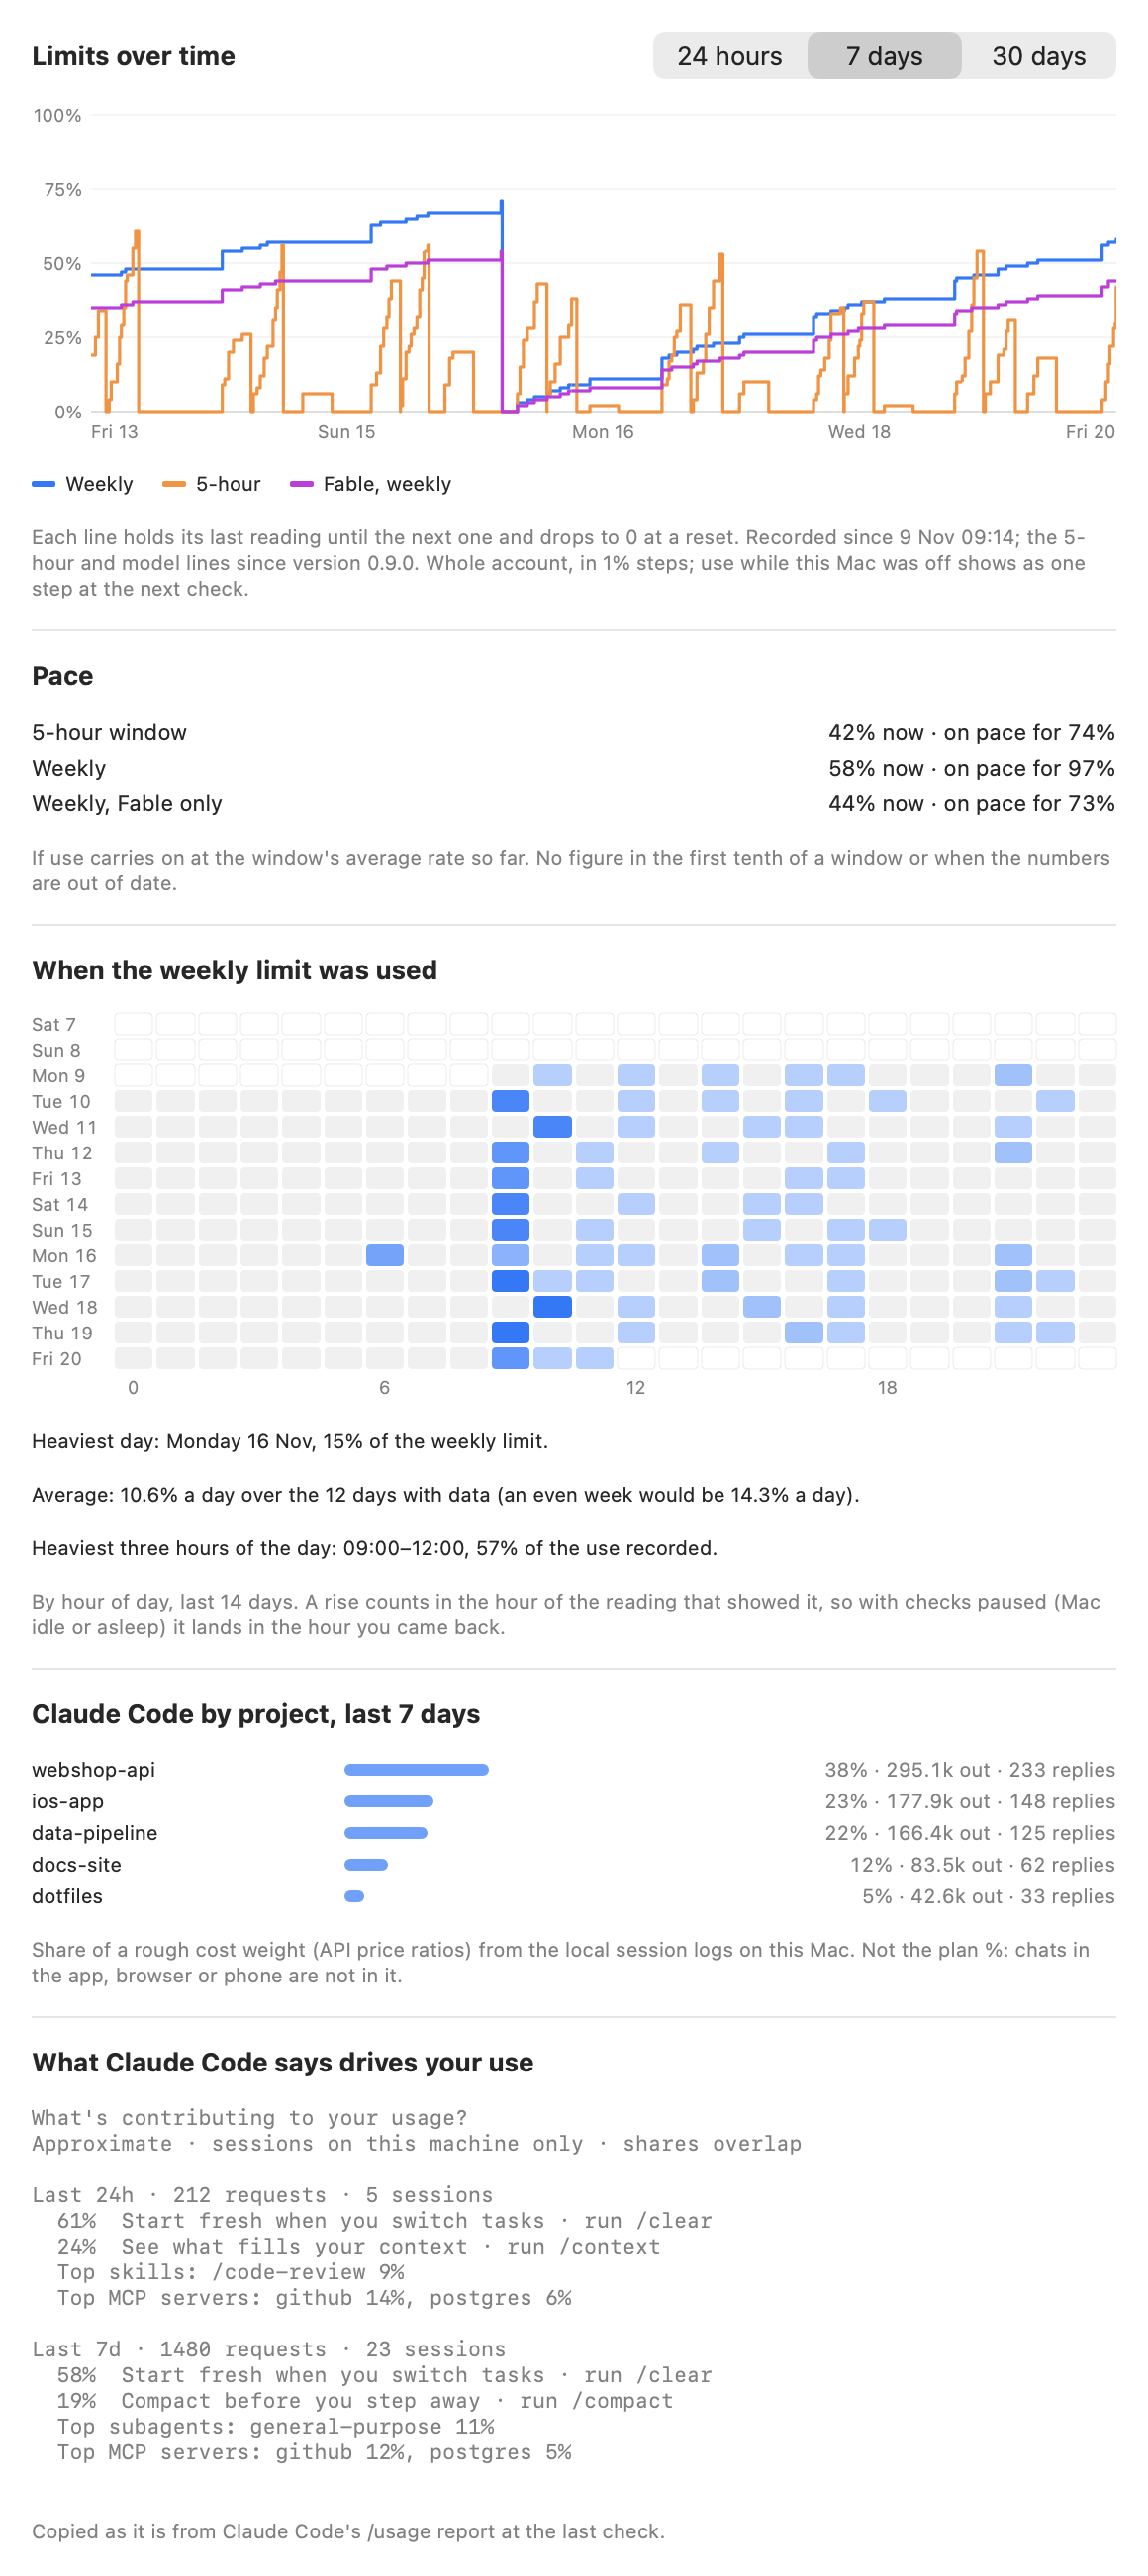 Limits over time
24 hours
7 days
30 days
100%
75%
50%
25%
0%
Fri 13
Sun 15
Mon 16
Wed 18
Fri 20
Weekly
5-hour
Fable, weekly
Each line holds its last reading until the next one and drops to 0 at a reset. Recorded since 9 Nov 09:14; the 5-
hour and model lines since version 0.9.0. Whole account, in 1% steps; use while this Mac was off shows as one
step at the next check.
Pace
5-hour window 42% now · on pace for 74%
Weekly 58% now · on pace for 97%
Weekly, Fable only 44% now · on pace for 73%
If use carries on at the window's average rate so far. No figure in the first tenth of a window or when the numbers
are out of date.
When the weekly limit was used
Sat 7
Sun 8
Mon 9
Tue 10
Wed 11
Thu 12
Fri 13
Sat 14
Sun 15
Mon 16
Tue 17
Wed 18
Thu 19
Fri 20
0 6 12 18
Heaviest day: Monday 16 Nov, 15% of the weekly limit.
Average: 10.6% a day over the 12 days with data (an even week would be 14.3% a day).
Heaviest three hours of the day: 09:00–12:00, 57% of the use recorded.
By hour of day, last 14 days. A rise counts in the hour of the reading that showed it, so with checks paused (Mac
idle or asleep) it lands in the hour you came back.
Claude Code by project, last 7 days
webshop-api 38% · 295.1k out · 233 replies
ios-app 23% · 177.9k out · 148 replies
data-pipeline 22% · 166.4k out · 125 replies
docs-site 12% · 83.5k out · 62 replies
dotfiles 5% · 42.6k out · 33 replies
Share of a rough cost weight (API price ratios) from the local session logs on this Mac. Not the plan %: chats in
the app, browser or phone are not in it.
What Claude Code says drives your use
What's contributing to your usage?
Approximate · sessions on this machine only · shares overlap
Last 24h · 212 requests · 5 sessions
61% Start fresh when you switch tasks · run /clear
24% See what fills your context · run /context
Top skills: /code-review 9%
Top MCP servers: github 14%, postgres 6%
Last 7d · 1480 requests · 23 sessions
58% Start fresh when you switch tasks · run /clear
19% Compact before you step away · run /compact
Top subagents: general-purpose 11%
Top MCP servers: github 12%, postgres 5%
Copied as it is from Claude Code's /usage report at the last check.